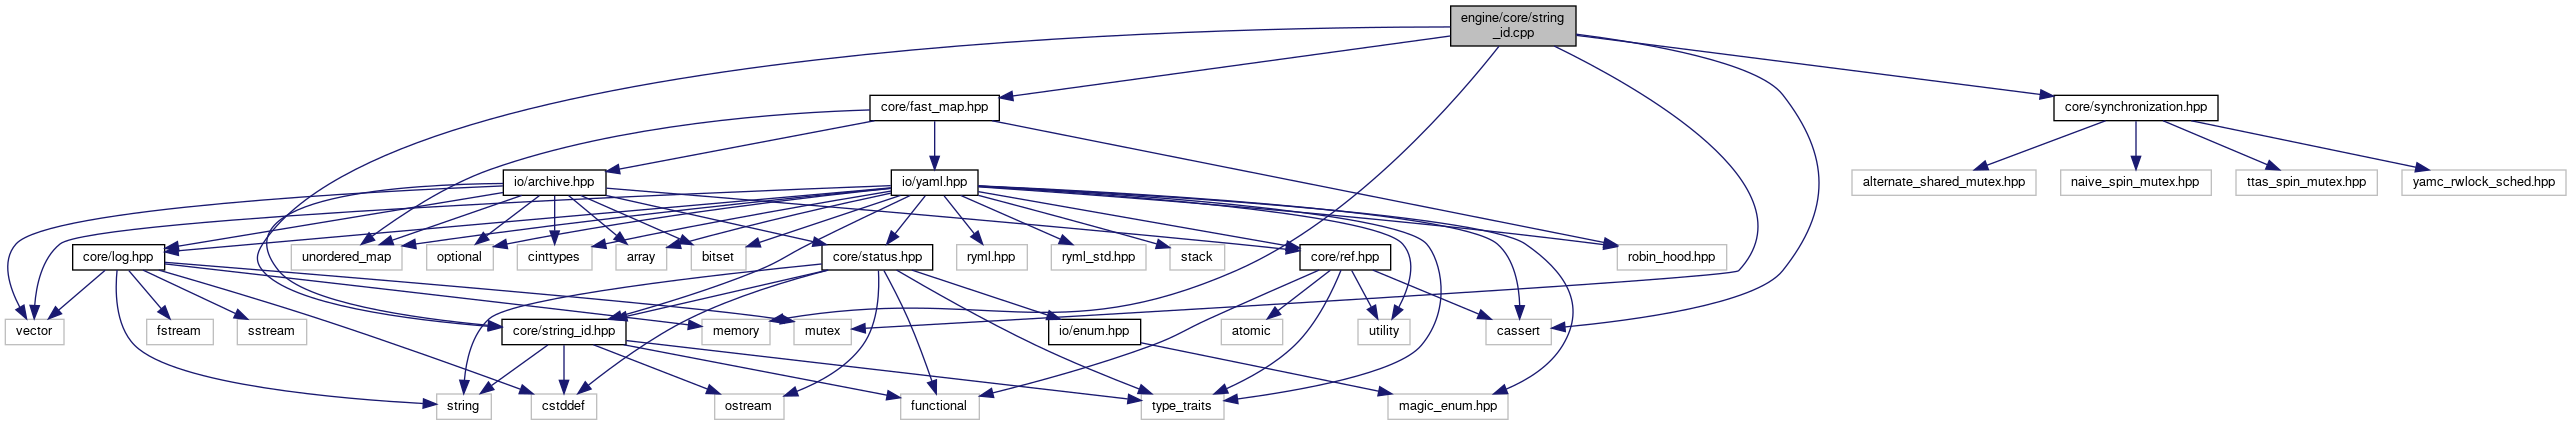 engine/core/string
_id.cpp
core/fast_map.hpp
core/synchronization.hpp
io/archive.hpp
io/yaml.hpp
alternate_shared_mutex.hpp
naive_spin_mutex.hpp
ttas_spin_mutex.hpp
yamc_rwlock_sched.hpp
core/log.hpp
unordered_map
optional
cinttypes
array
bitset
core/status.hpp
ryml.hpp
ryml_std.hpp
stack
core/ref.hpp
robin_hood.hpp
vector
fstream
sstream
core/string_id.hpp
memory
mutex
io/enum.hpp
atomic
utility
cassert
string
cstddef
ostream
functional
type_traits
magic_enum.hpp